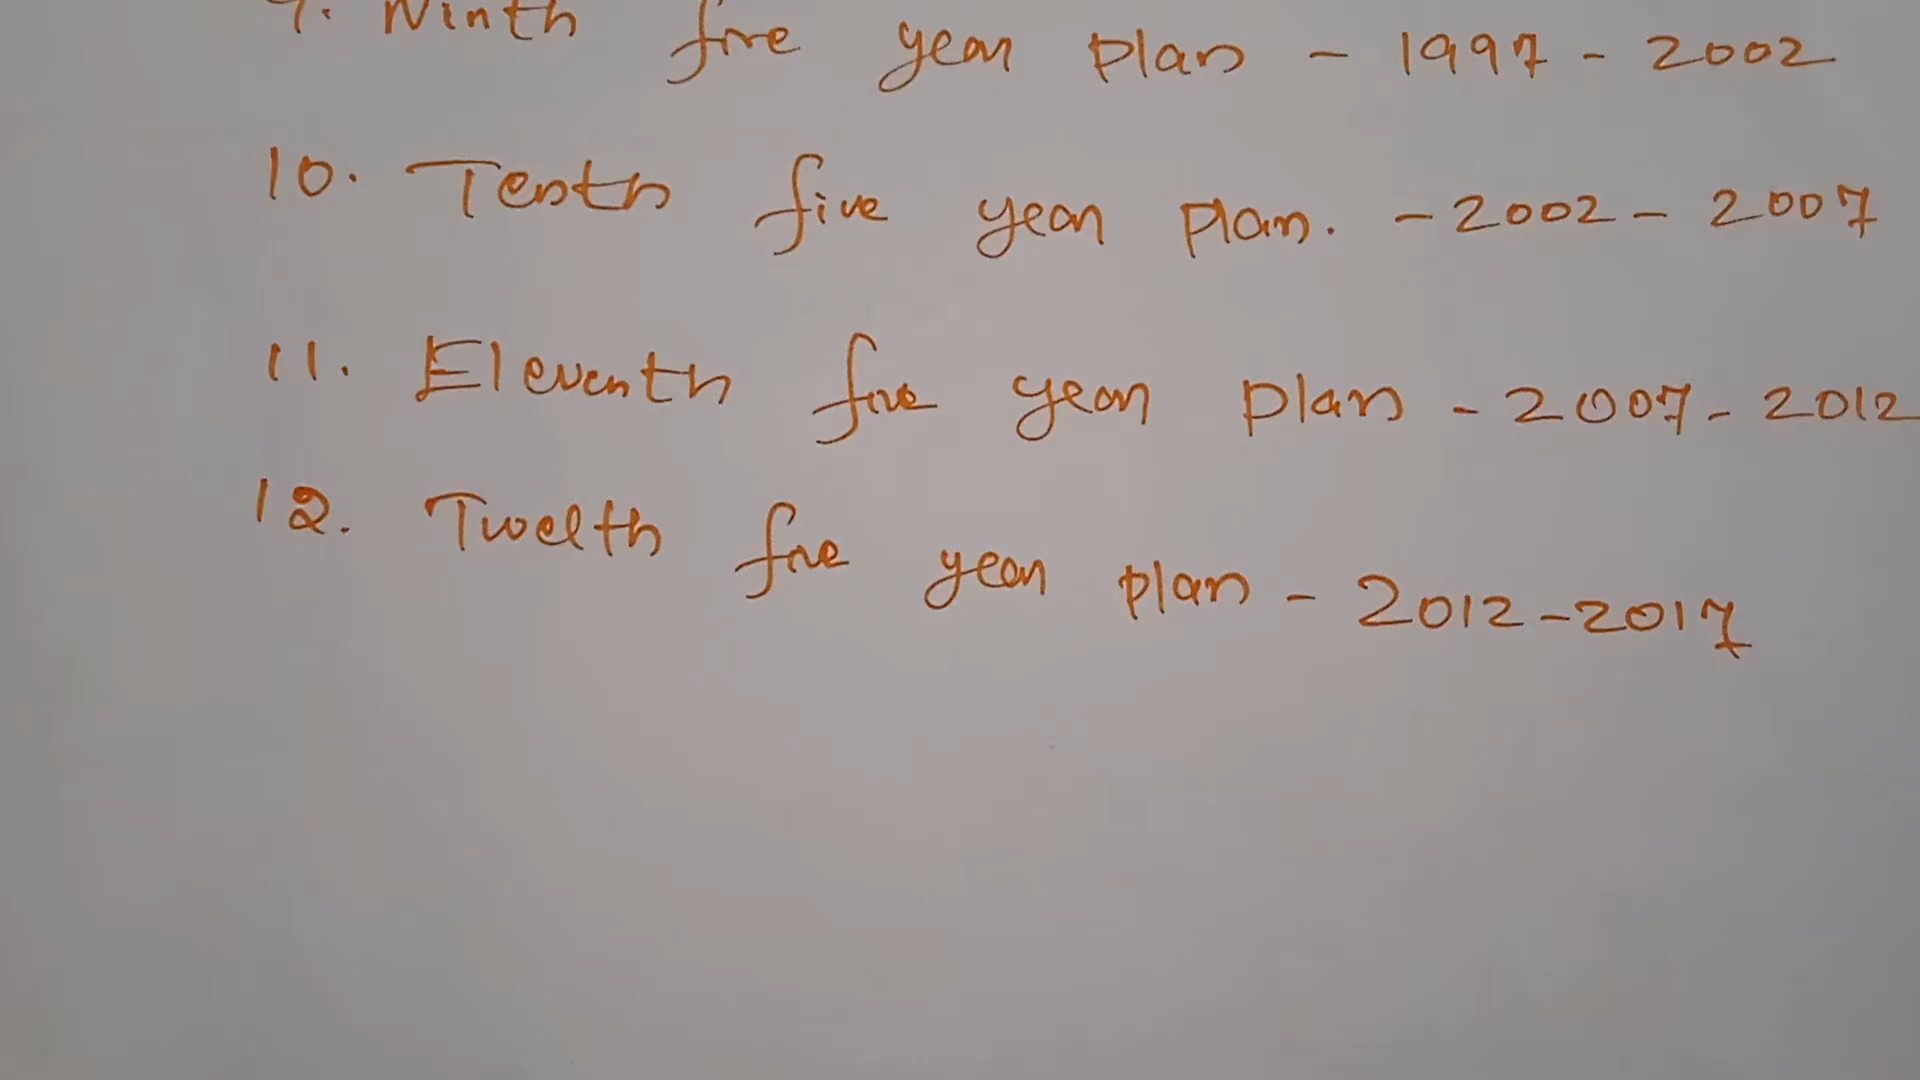 9. Ninth five year plan - 1997 - 2002
10. Tenth five year plan. - 2002 - 2007
11. Eleventh five year plan - 2007 - 2012
12. Twelth five year plan - 2012 - 2017